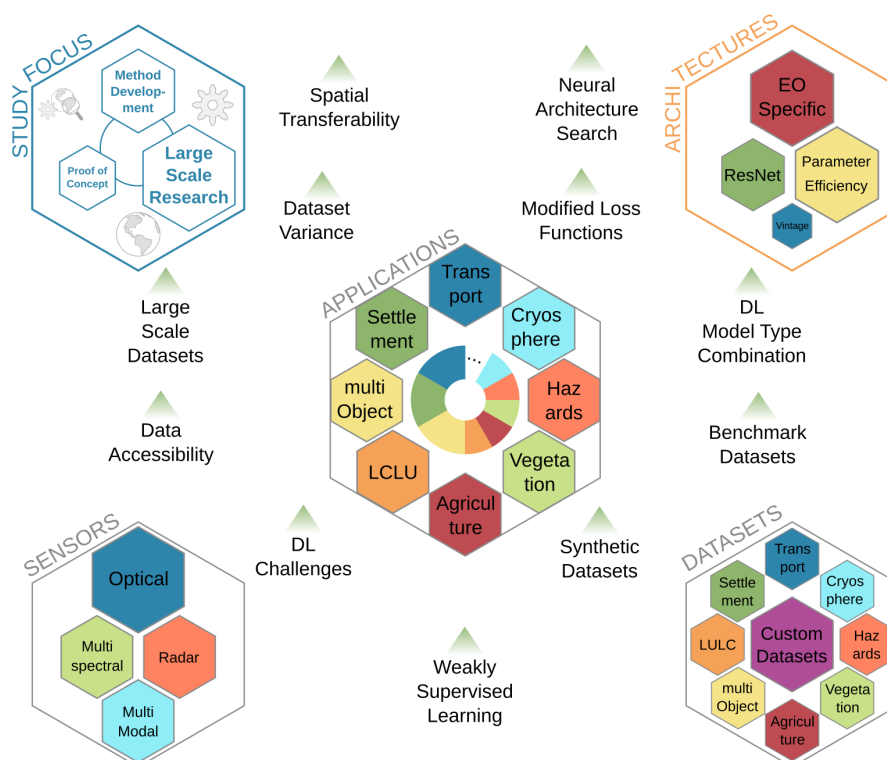 STUDY FOCUS
Method
Develop-
ment
Proof of
Concept
Large
Scale
Research
Spatial
Transferability
Neural
Architecture
Search
ARCHI TECTURES
EO
Specific
ResNet
Parameter
Efficiency
Vintage
Dataset
Variance
Modified Loss
Functions
Large
Scale
Datasets
APPLICATIONS
Trans
port
Settle
ment
Cryos
phere
multi
Object
...
Haz
ards
LCLU
Vegeta
tion
Agricul
ture
DL
Model Type
Combination
Data
Accessibility
Benchmark
Datasets
SENSORS
Optical
Multi
spectral
Radar
Multi
Modal
DL
Challenges
Synthetic
Datasets
Weakly
Supervised
Learning
DATASETS
Trans
port
Settle
ment
Cryos
phere
LULC
Custom
Datasets
Haz
ards
multi
Object
Vegeta
tion
Agricul
ture